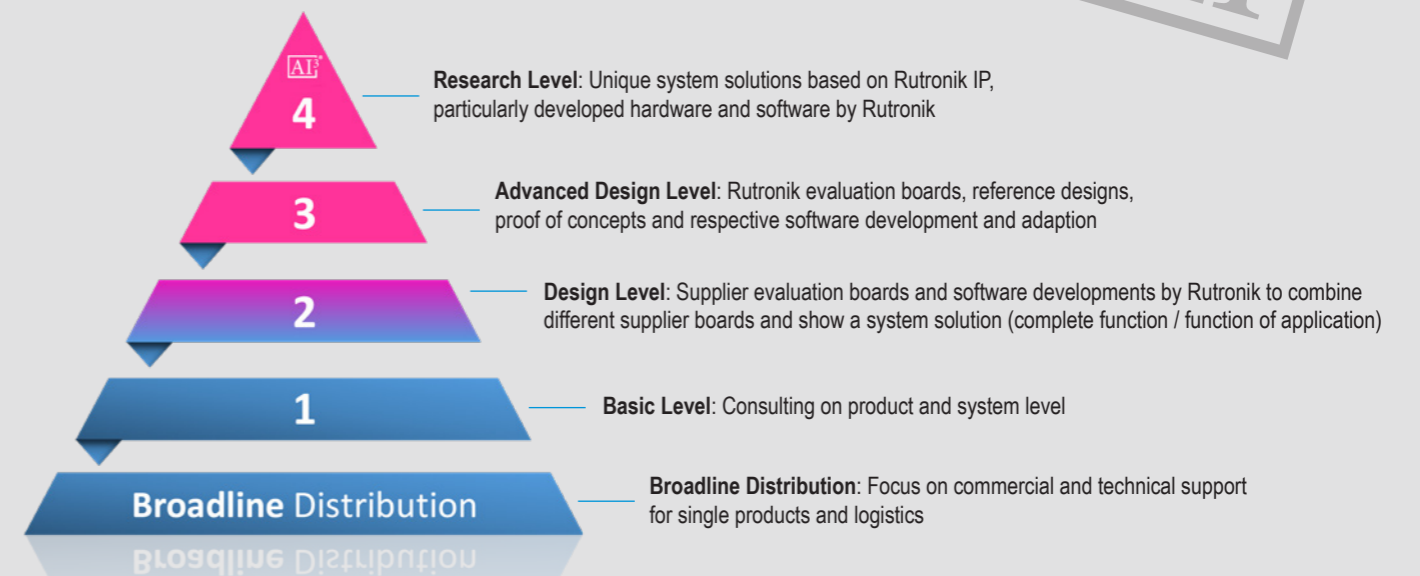 AI³
4
Research Level: Unique system solutions based on Rutronik IP,
particularly developed hardware and software by Rutronik
3
Advanced Design Level: Rutronik evaluation boards, reference designs,
proof of concepts and respective software development and adaption
2
Design Level: Supplier evaluation boards and software developments by Rutronik to combine
different supplier boards and show a system solution (complete function / function of application)
1
Basic Level: Consulting on product and system level
Broadline Distribution
Broadline Distribution: Focus on commercial and technical support
for single products and logistics